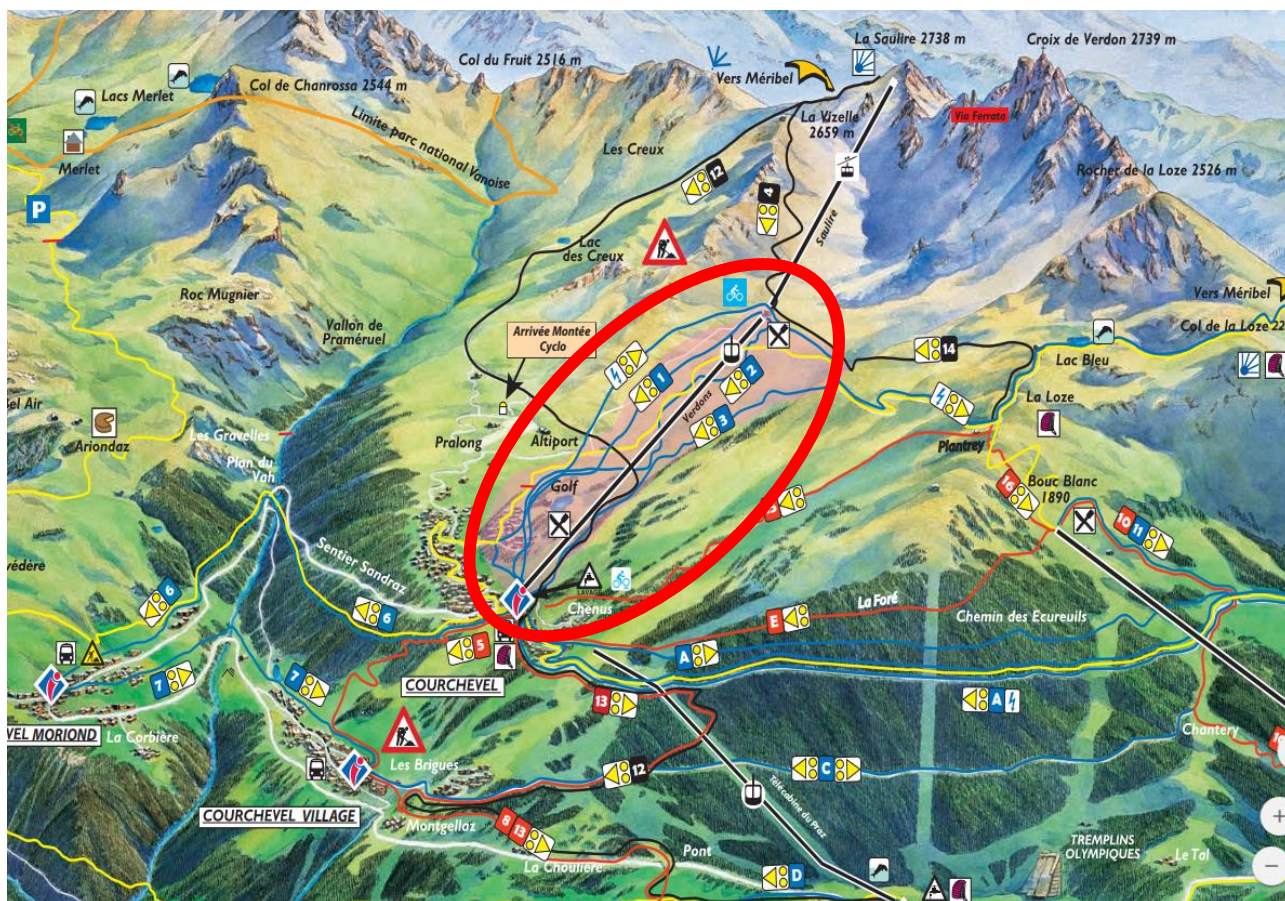 La Saulire 2738 m
Croix de Verdon 2739 m
Col du Fruit 2516 m
Vers Méribel
Col de Chanrossa 2544 m
Lacs Merlet
Limite parc national Vanoise
La Vizelle
2659 m
Via Ferrata
Les Creux
Merlet
12
4
Rocher de la Loze 2526 m
P
Saulire
Lac
des Creux
Roc Mugnier
Vers Méribel
Vallon de
Praméruel
Arrivée Montée
Cyclo
Col de la Loze 22
14
Lac Bleu
1
2
Verdons
3
La Loze
el Air
Ariondaz
Les Gravelles
Pralong
Altiport
Plantrey
Plan du
Vah
Golf
16
Bouc Blanc
1890
10
11
Sentier Sandraz
védère
6
6
Chenus
La Foré
E
Chemin des Ecureuils
5
A
7
7
COURCHEVEL
13
A
VEL MORIOND
La Corbière
Chantery
Les Brigues
12
C
Télécabine du Praz
COURCHEVEL VILLAGE
Montgellaz
8
13
La Choulière
Pont
D
TREMPLINS
OLYMPIQUES
Le Tal
+
−